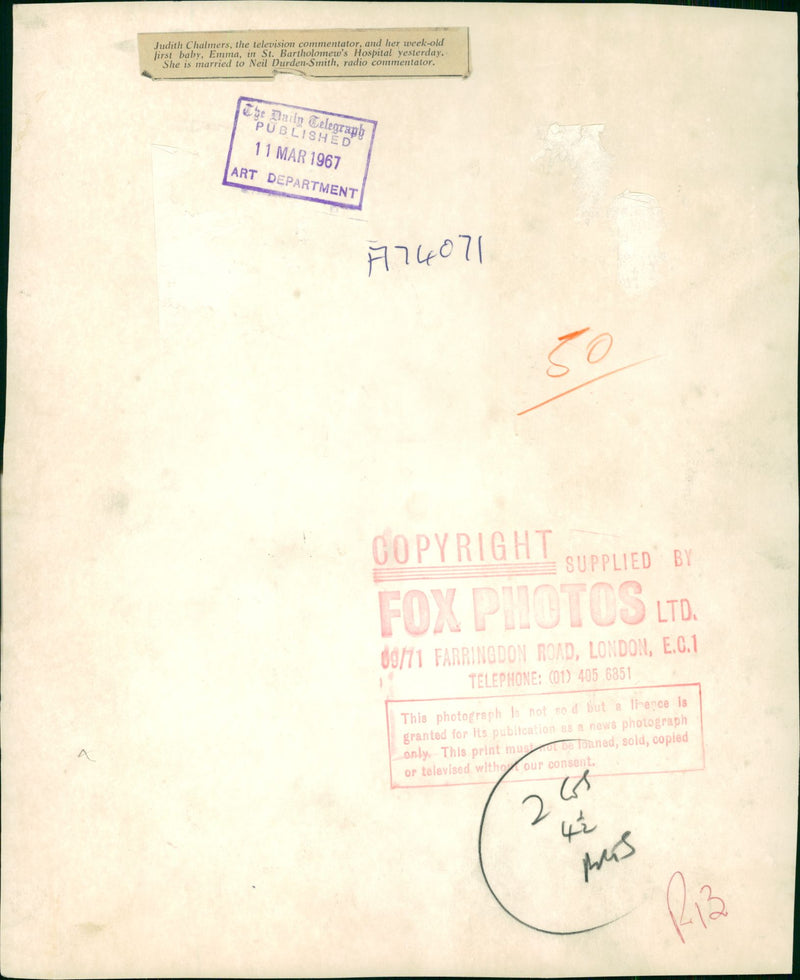 Judith Chalmers, the television commentator, and her week-old
first baby, Emma, in St. Bartholomew's Hospital yesterday.
She is married to Neil Durden-Smith, radio commentator.
The Daily Telegraph
PUBLISHED
11 MAR 1967
ART DEPARTMENT
A74071
50
COPYRIGHT SUPPLIED BY
FOX PHOTOS LTD.
69/71 FARRINGDON ROAD, LONDON, E.C.1
TELEPHONE: (01) 405 6851
This photograph is not sold but a licence is
granted for its publication as a news photograph
only. This print must not be loaned, sold, copied
or televised without our consent.
2 cols
4½
R13